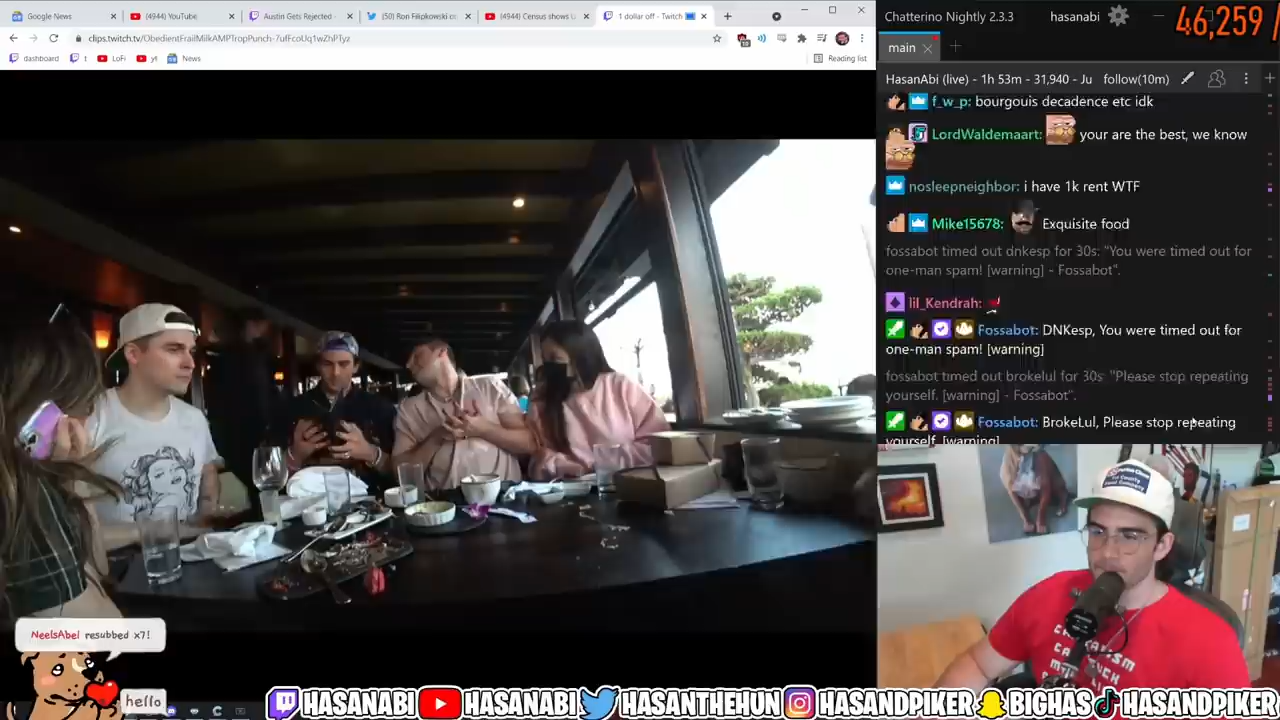 Google News
(4944) YouTube
Austin Gets Rejected -
(50) Ron Filipkowski co
(4944) Census shows U
1 dollar off - Twitch
clips.twitch.tv/ObedientFrailMilkAMPTropPunch-7ufFcoUq1wZhPTyz
dashboard
t
LoFi
yt
News
Reading list
Chatterino Nightly 2.3.3
hasanabi
46,259 /
main
HasanAbi (live) - 1h 53m - 31,940 - Ju
follow(10m)
f_w_p: bourgouis decadence etc idk
LordWaldemaart: your are the best, we know
nosleepneighbor: i have 1k rent WTF
Mike15678: Exquisite food
fossabot timed out dnkesp for 30s: "You were timed out for
one-man spam! [warning] - Fossabot".
lil_Kendrah:
Fossabot: DNKesp, You were timed out for
one-man spam! [warning]
fossabot timed out brokelul for 30s: "Please stop repeating
yourself. [warning] - Fossabot".
Fossabot: BrokeLul, Please stop repeating
yourself. [warning]
NeelsAbel resubbed x7!
hello
HASANABI
HASANABI
HASANTHEHUN
HASANDPIKER
BIGHAS
HASANDPIKER